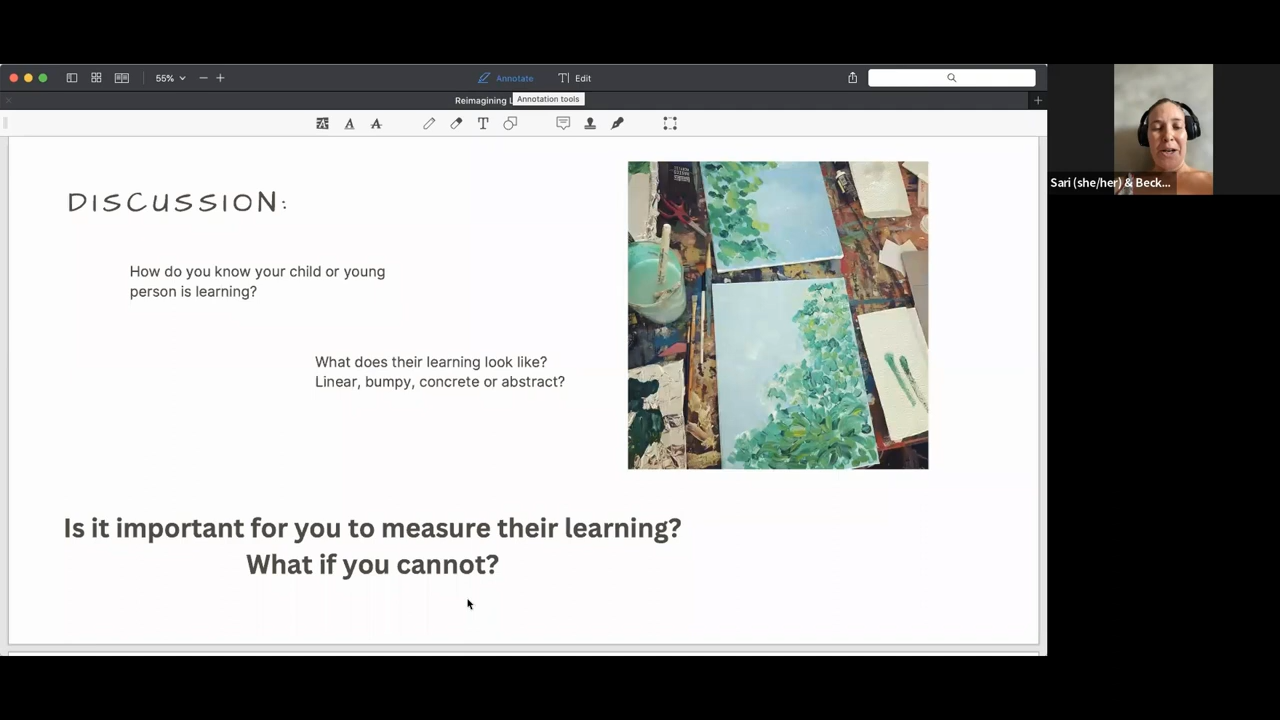 55%
Annotate
Edit
Reimagining
Annotation tools
DISCUSSION:
How do you know your child or young
person is learning?
What does their learning look like?
Linear, bumpy, concrete or abstract?
Is it important for you to measure their learning?
What if you cannot?
Sari (she/her) & Beck...